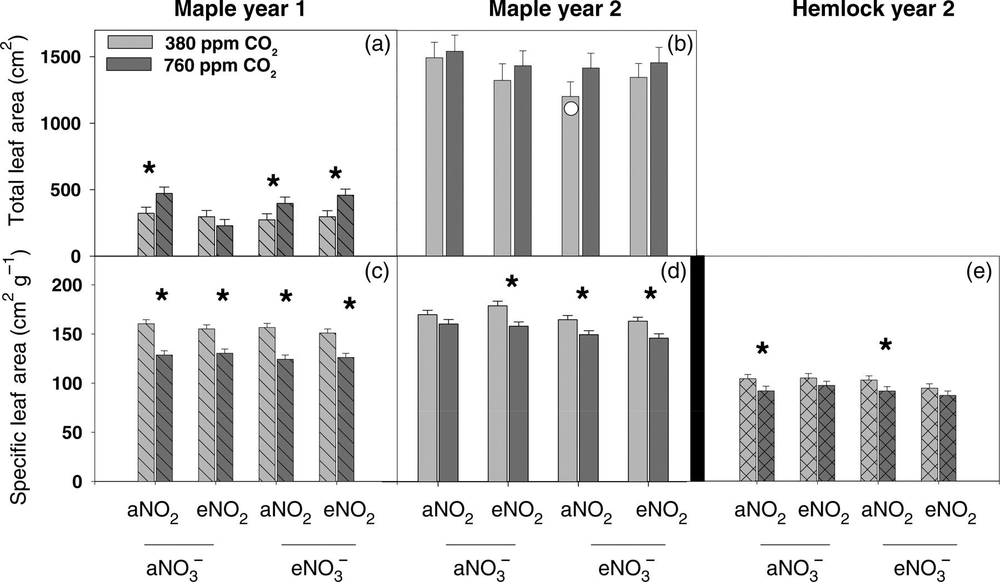 Maple year 1
Maple year 2
Hemlock year 2
Total leaf area (cm²)
1500
1000
500
0
380 ppm CO₂
760 ppm CO₂
(a)
*
*
*
(b)
Specific leaf area (cm² g⁻¹)
200
150
100
50
0
(c)
* * * *
(d)
* * *
(e)
* *
aNO₂ eNO₂ aNO₂ eNO₂
aNO₃⁻ eNO₃⁻
aNO₂ eNO₂ aNO₂ eNO₂
aNO₃⁻ eNO₃⁻
aNO₂ eNO₂ aNO₂ eNO₂
aNO₃⁻ eNO₃⁻